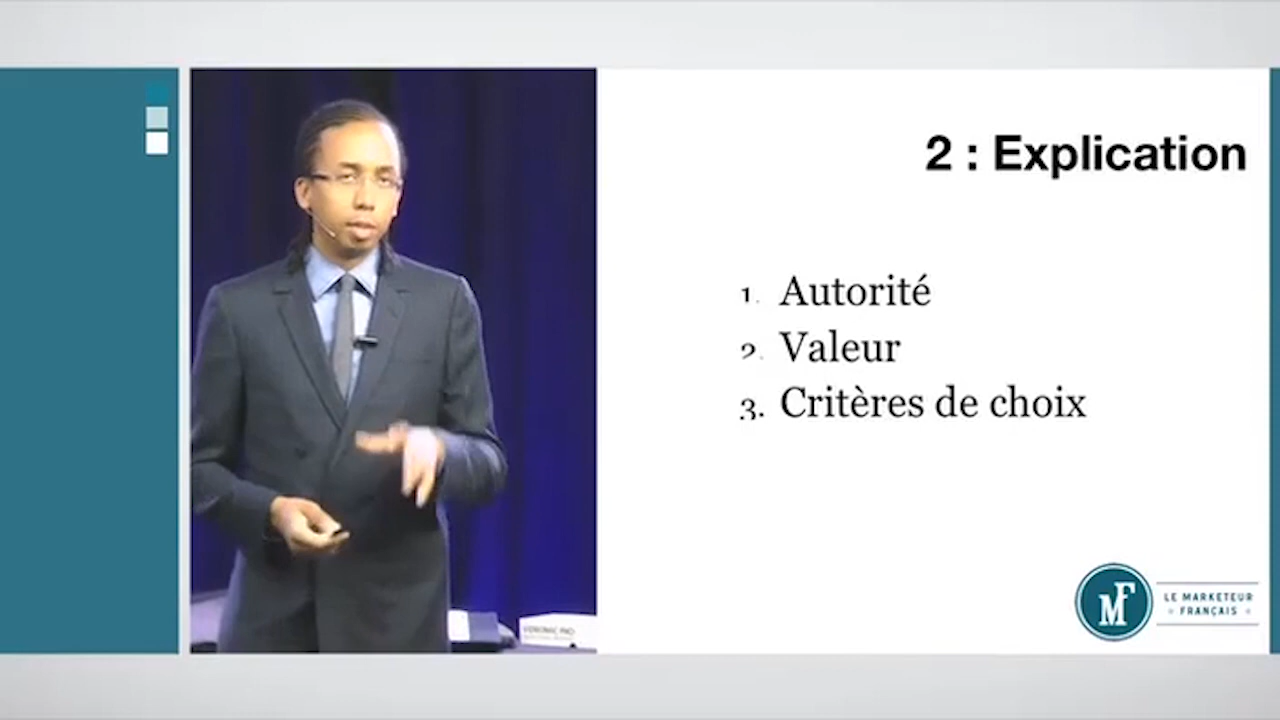 2 : Explication
1. Autorité
2. Valeur
3. Critères de choix
MF
LE MARKETEUR
FRANÇAIS